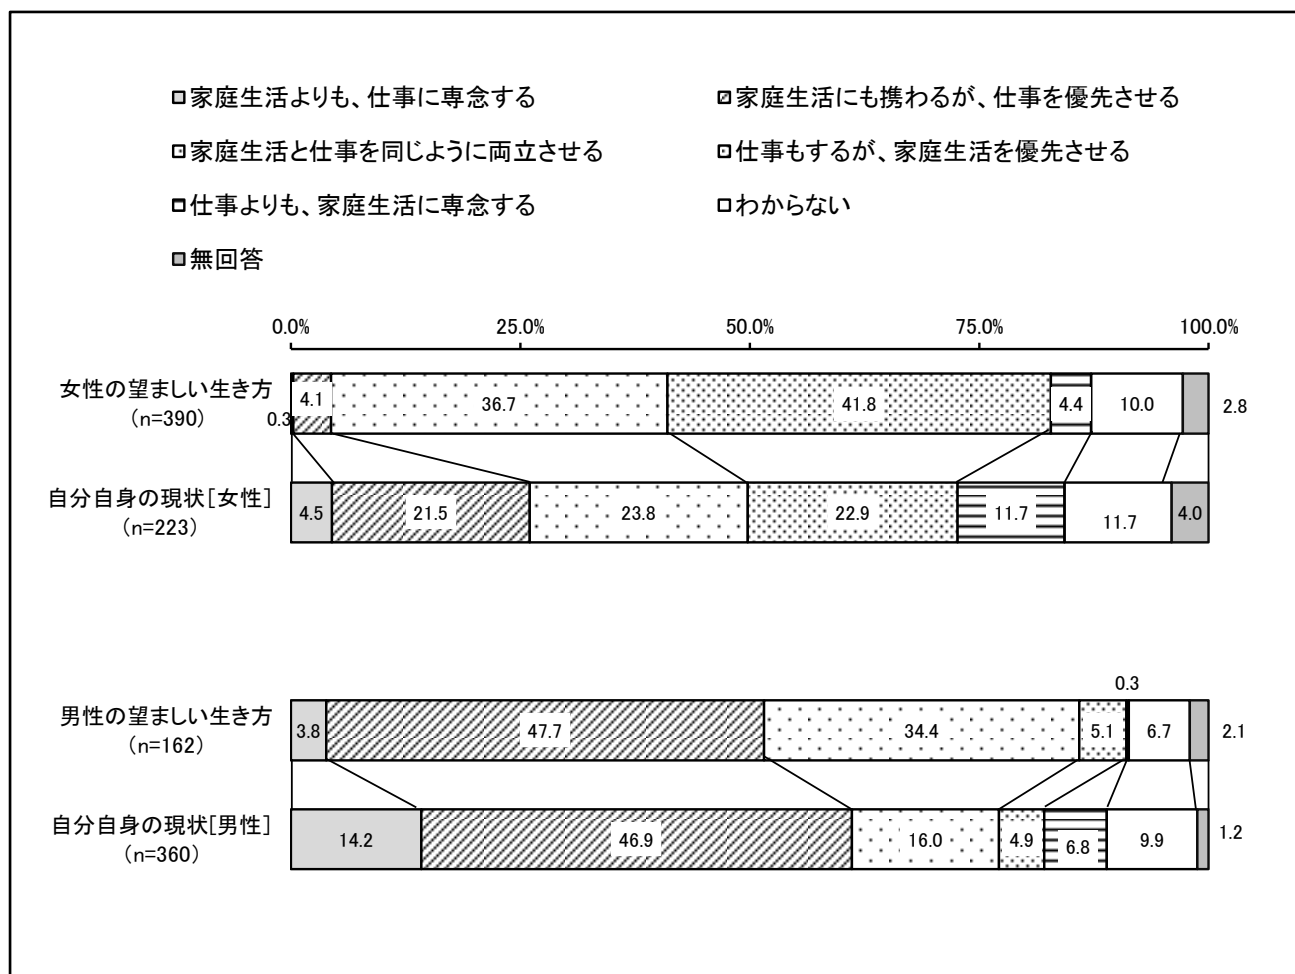 家庭生活よりも、仕事に専念する
家庭生活にも携わるが、仕事を優先させる
家庭生活と仕事を同じように両立させる
仕事もするが、家庭生活を優先させる
仕事よりも、家庭生活に専念する
わからない
無回答
0.0% 25.0% 50.0% 75.0% 100.0%
女性の望ましい生き方
(n=390)
0.3 4.1 36.7 41.8 4.4 10.0 2.8
自分自身の現状[女性]
(n=223)
4.5 21.5 23.8 22.9 11.7 11.7 4.0
男性の望ましい生き方
(n=162)
3.8 47.7 34.4 5.1 0.3 6.7 2.1
自分自身の現状[男性]
(n=360)
14.2 46.9 16.0 4.9 6.8 9.9 1.2